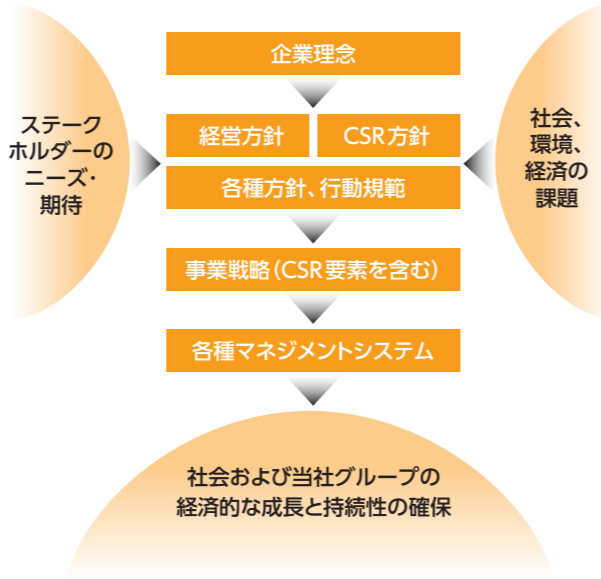 企業理念
ステーク
ホルダーの
ニーズ・
期待
経営方針
CSR方針
各種方針、行動規範
社会、
環境、
経済の
課題
事業戦略（CSR要素を含む）
各種マネジメントシステム
社会および当社グループの
経済的な成長と持続性の確保